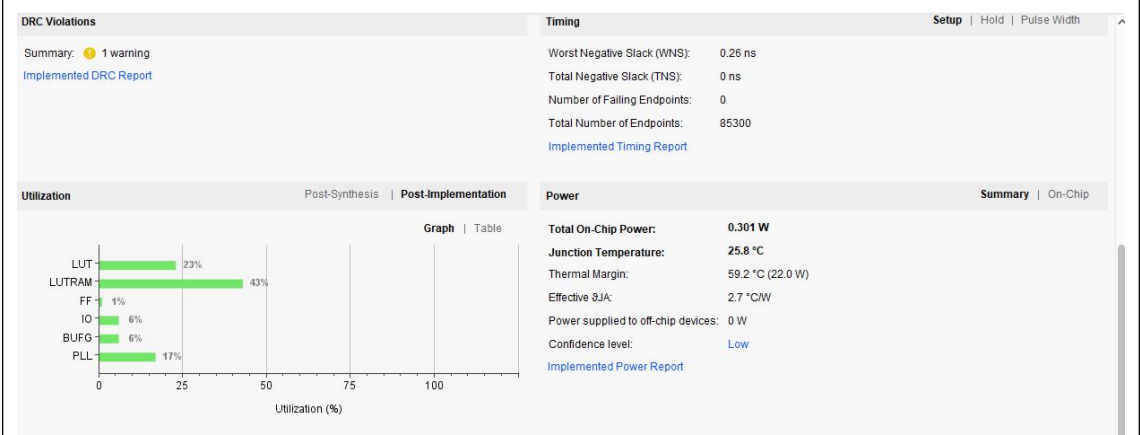 DRC Violations
Summary: 1 warning
Implemented DRC Report
Timing
Setup | Hold | Pulse Width
Worst Negative Slack (WNS): 0.26 ns
Total Negative Slack (TNS): 0 ns
Number of Failing Endpoints: 0
Total Number of Endpoints: 85300
Implemented Timing Report
Utilization
Post-Synthesis | Post-Implementation
Graph | Table
LUT 23%
LUTRAM 43%
FF 1%
IO 6%
BUFG 6%
PLL 17%
0 25 50 75 100
Utilization (%)
Power
Summary | On-Chip
Total On-Chip Power: 0.301 W
Junction Temperature: 25.8 °C
Thermal Margin: 59.2 °C (22.0 W)
Effective ϑJA: 2.7 °C/W
Power supplied to off-chip devices: 0 W
Confidence level: Low
Implemented Power Report